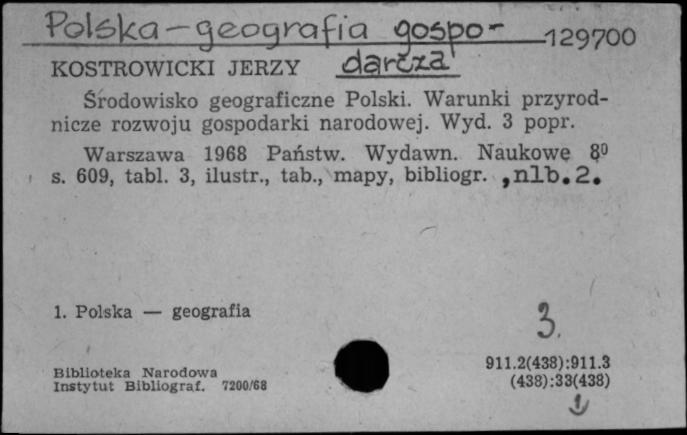 Polska-geografia gospo-
129700
KOSTROWICKI JERZY darcza
Środowisko geograficzne Polski. Warunki przyrod-
nicze rozwoju gospodarki narodowej. Wyd. 3 popr.
Warszawa 1968 Państw. Wydawn. Naukowe 8⁰
s. 609, tabl. 3, ilustr., tab., mapy, bibliogr. ,nlb.2.
1. Polska — geografia
3.
Biblioteka Narodowa
Instytut Bibliograf. 7200/68
911.2(438):911.3
(438):33(438)